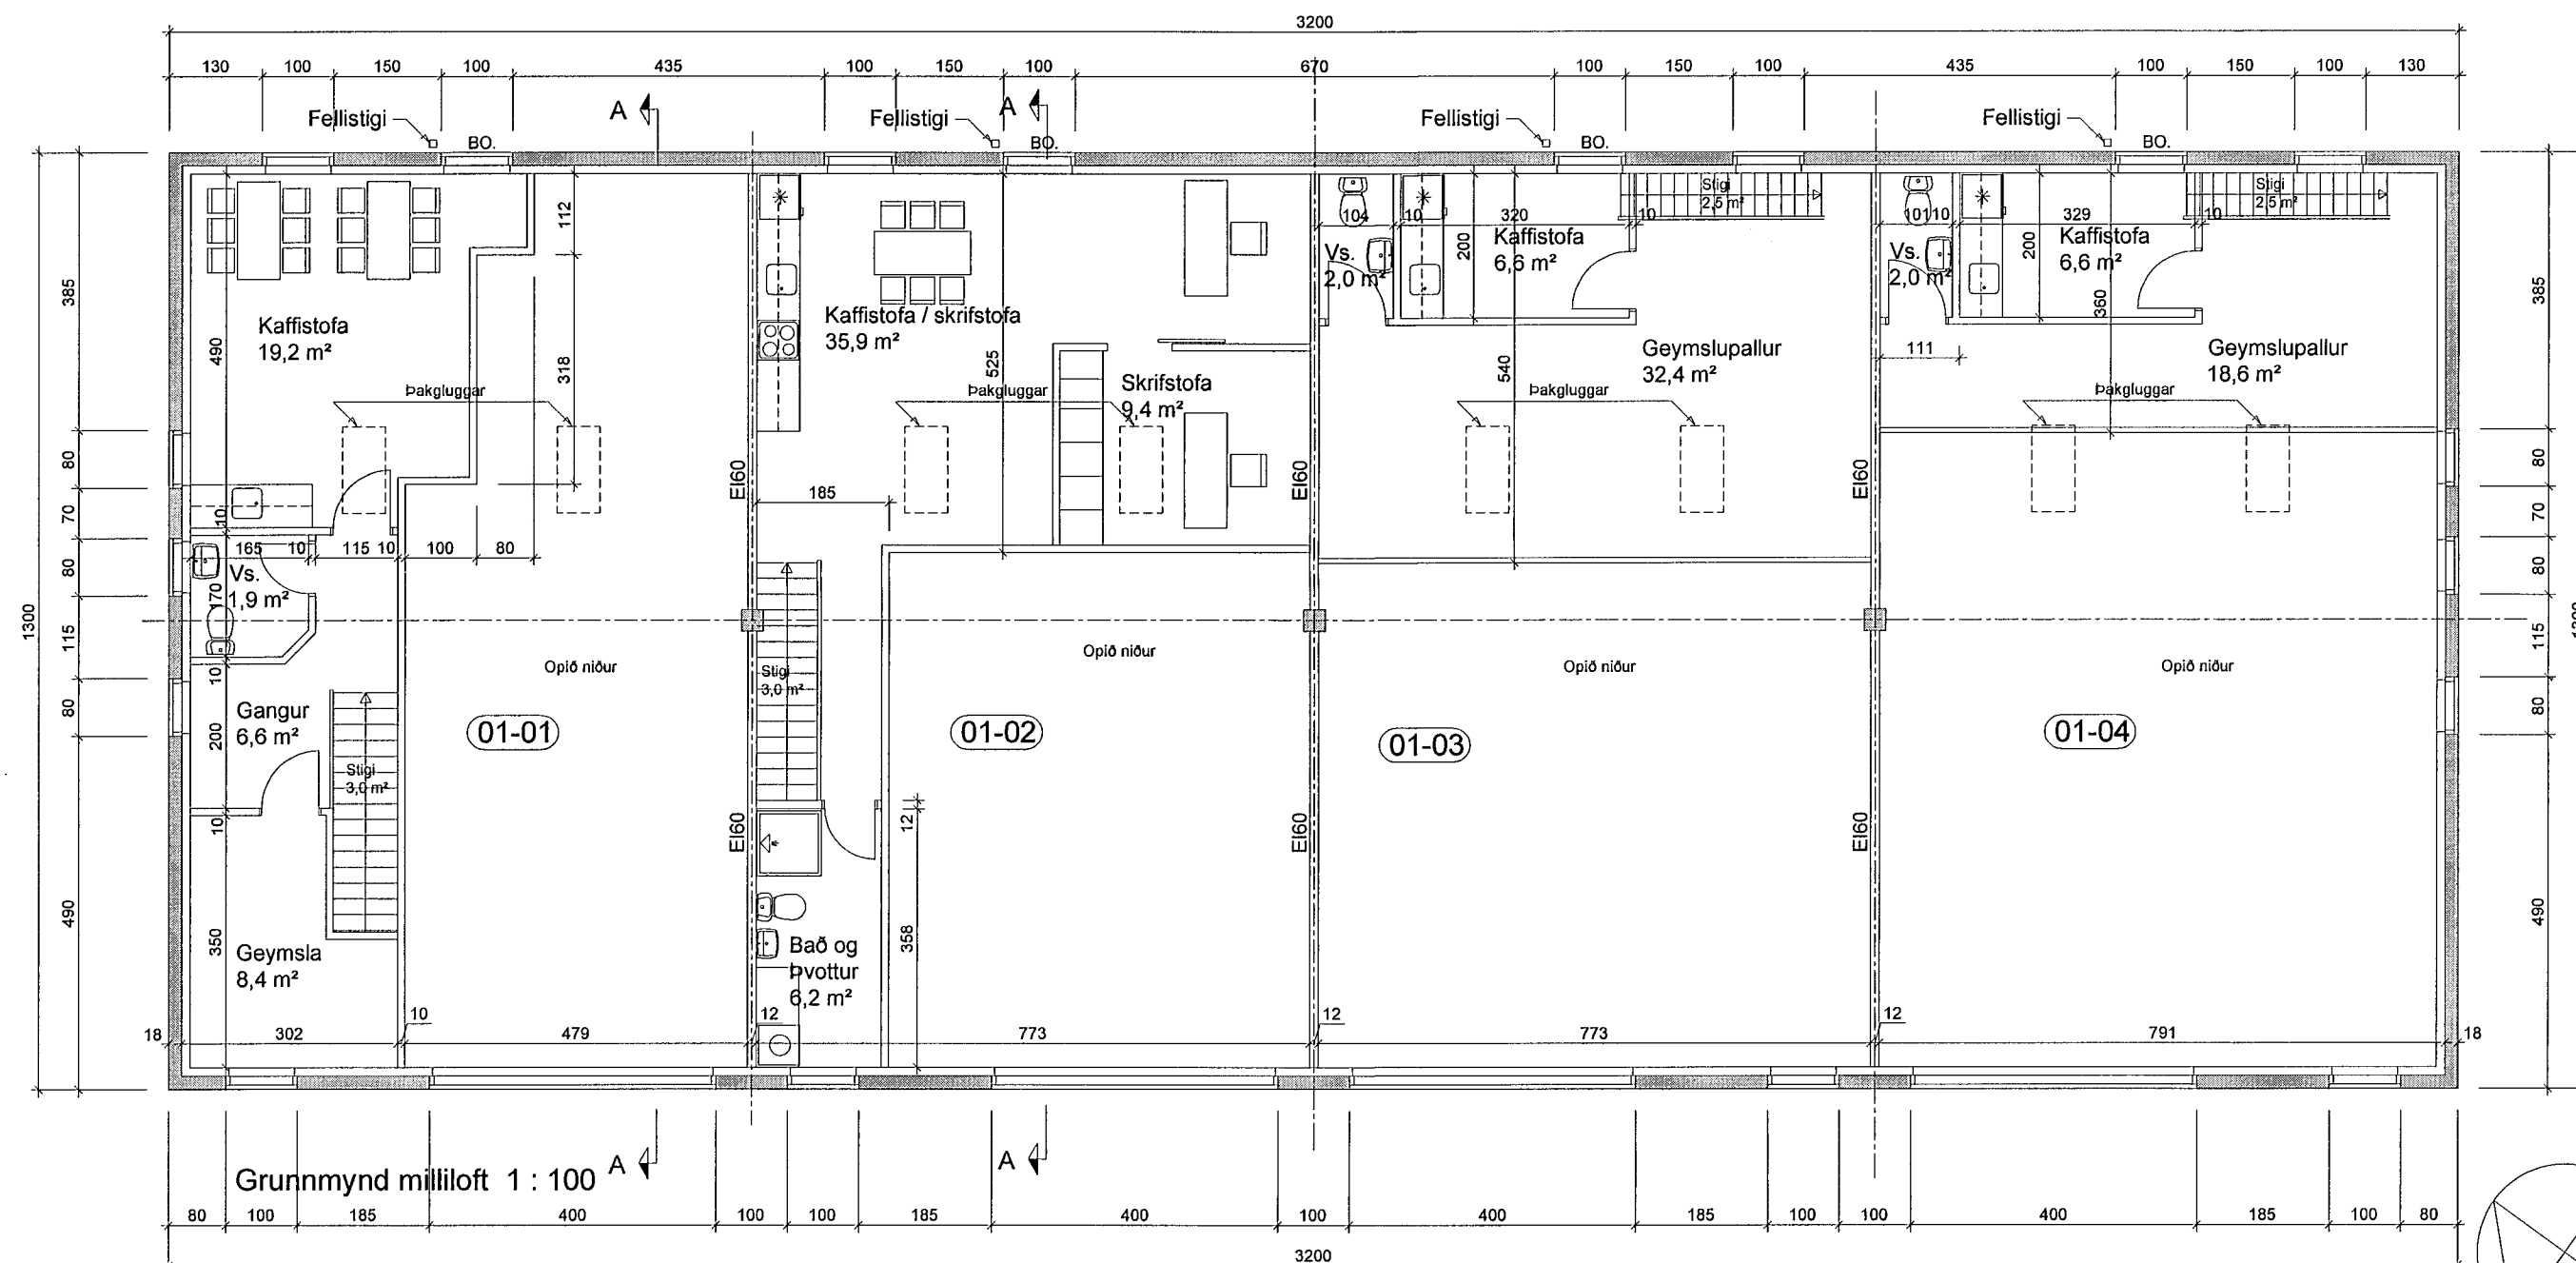 3200
130 100 150 100 435 100 150 100 670 100 150 100 435 100 150 100 130
A A
Fellistigi Fellistigi Fellistigi Fellistigi
BO. BO. BO. BO.
Stigi
2,5 m²
Stigi
2,5 m²
112
104 10 320 10
101 10 329 10
200
200
360
Vs.
2,0 m²
Kaffistofa
6,6 m²
Vs.
2,0 m²
Kaffistofa
6,6 m²
385
385
Kaffistofa
19,2 m²
490
318
Kaffistofa / skrifstofa
35,9 m²
525
Skrifstofa
9,4 m²
540
Geymslupallur
32,4 m²
111
Geymslupallur
18,6 m²
Þakgluggar Þakgluggar Þakgluggar Þakgluggar
80
70
80
115
80
490
1300
80
70
80
115
80
490
EI60 EI60 EI60
185
10
165 10 115 10 100 80
Vs.
1,9 m²
170
10
Opið niður Opið niður Opið niður Opið niður
Stigi
3,0 m²
Gangur
6,6 m²
200
01-01 01-02 01-03 01-04
Stigi
3,0 m²
10
EI60 EI60 EI60
12
358
350
Geymsla
8,4 m²
Bað og
Þvottur
6,2 m²
10 12 12 12
18 302 479 773 773 791 18
Grunnmynd milliloft 1 : 100
A A
80 100 185 400 100 100 185 400 100 400 185 100 100 400 185 100 80
3200